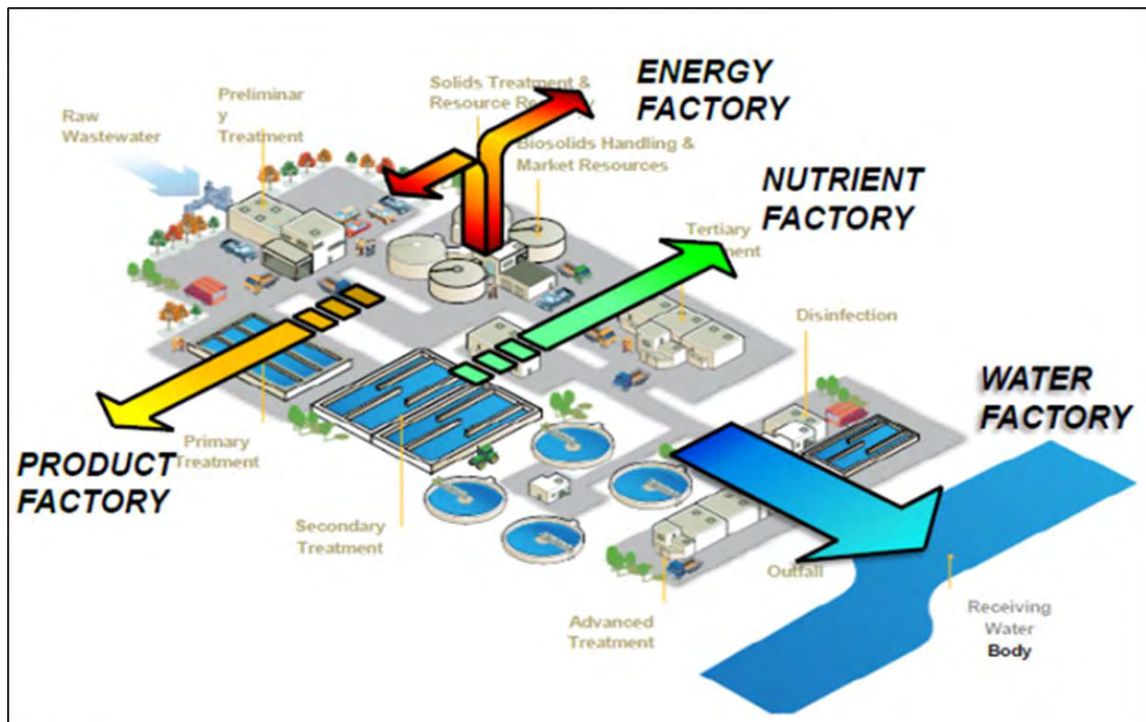 ENERGY
FACTORY
Solids Treatment &
Resource
Preliminar
y
Treatment
Raw
Wastewater
Biosolids Handling &
Market Resources
NUTRIENT
FACTORY
Tertiary
Disinfection
WATER
FACTORY
Primary
Treatment
PRODUCT
FACTORY
Secondary
Treatment
Outfall
Advanced
Treatment
Receiving
Water
Body